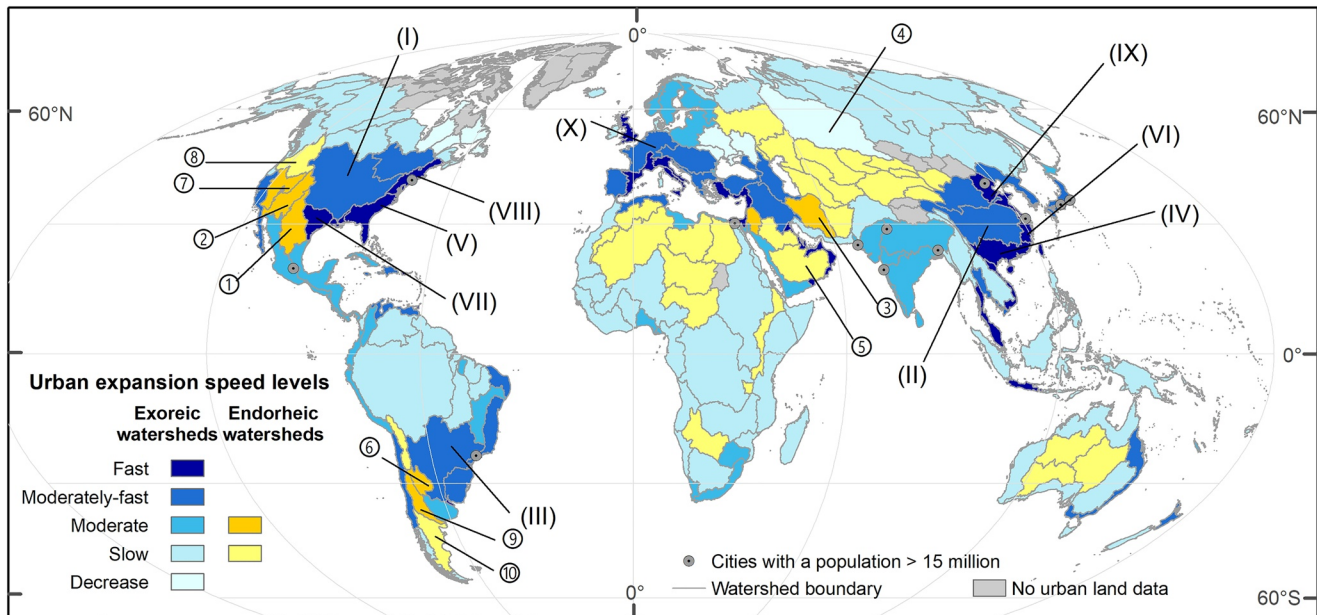 (I)
0°
④
(IX)
60°N
60°N
(X)
(VI)
⑧
⑦
(VIII)
(IV)
②
(V)
①
(VII)
③
⑤
0°
(II)
Urban expansion speed levels
Exoreic watersheds
Endorheic watersheds
⑥
Fast
Moderately-fast
(III)
Moderate
⑨
Slow
⑩
Cities with a population > 15 million
Decrease
Watershed boundary
No urban land data
0°
60°S